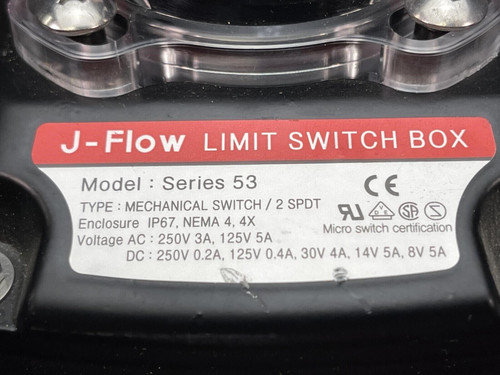 J-Flow LIMIT SWITCH BOX
Model : Series 53
CE
TYPE : MECHANICAL SWITCH / 2 SPDT
Enclosure IP67, NEMA 4, 4X
Micro switch certification
Voltage AC : 250V 3A, 125V 5A
DC : 250V 0.2A, 125V 0.4A, 30V 4A, 14V 5A, 8V 5A